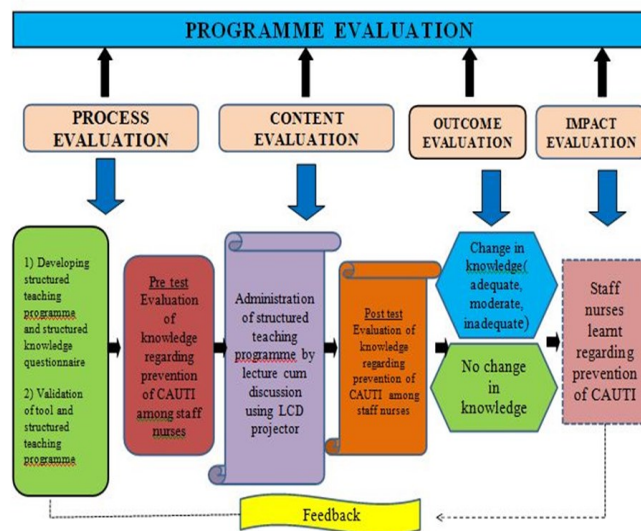 PROGRAMME EVALUATION
PROCESS
EVALUATION
CONTENT
EVALUATION
OUTCOME
EVALUATION
IMPACT
EVALUATION
1) Developing
structured
teaching
programme
and structured
knowledge
questionnaire
2) Validation
of tool and
structured
teaching
programme
Pre test
Evaluation
of
knowledge
regarding
prevention
of CAUTI
among staff
nurses
Administration
of structured
teaching
programme by
lecture cum
discussion
using LCD
projector
Post test
Evaluation of
knowledge
regarding
prevention of
CAUTI among
staff nurses
Change in
knowledge(
adequate,
moderate,
inadequate)
No change
in
knowledge
Staff
nurses
learnt
regarding
prevention
of CAUTI
Feedback